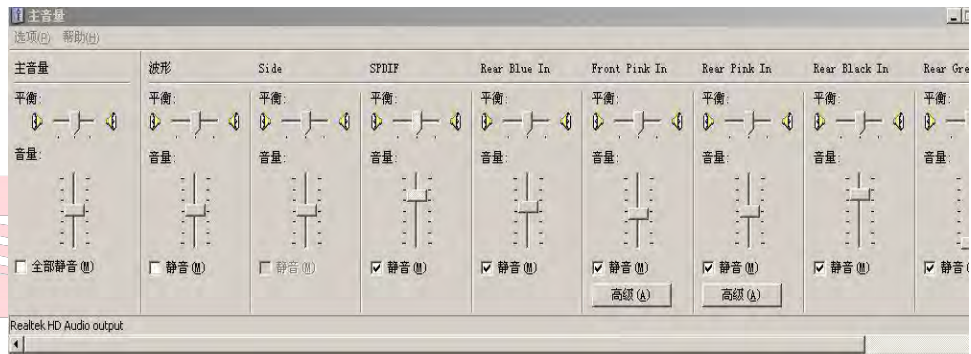 主音量
选项(P) 帮助(H)
主音量 波形 Side SPDIF Rear Blue In Front Pink In Rear Pink In Rear Black In Rear Gre
平衡: 平衡: 平衡: 平衡: 平衡: 平衡: 平衡: 平衡: 平衡:
音量: 音量: 音量: 音量: 音量: 音量: 音量: 音量: 音量:
全部静音(M) 静音(M) 静音(M) 静音(M) 静音(M) 静音(M) 静音(M) 静音(M) 静音(
高级(A) 高级(A)
Realtek HD Audio output